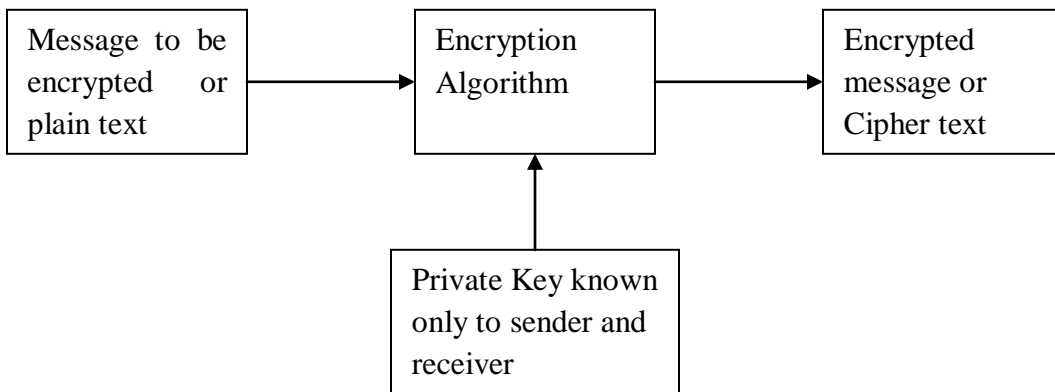 Message to be
encrypted or
plain text
Encryption
Algorithm
Encrypted
message or
Cipher text
Private Key known
only to sender and
receiver